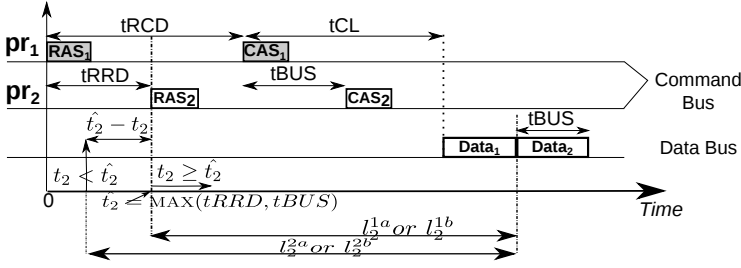 tRCD tCL
pr1 RAS1 CAS1
tRRD tBUS Command
pr2 RAS2 CAS2 Bus
t̂2 − t2 tBUS
Data1 Data2 Data Bus
t2 < t̂2 t2 ≥ t̂2
0 t̂2 = MAX(tRRD, tBUS) Time
l2^1a or l2^1b
l2^2a or l2^2b